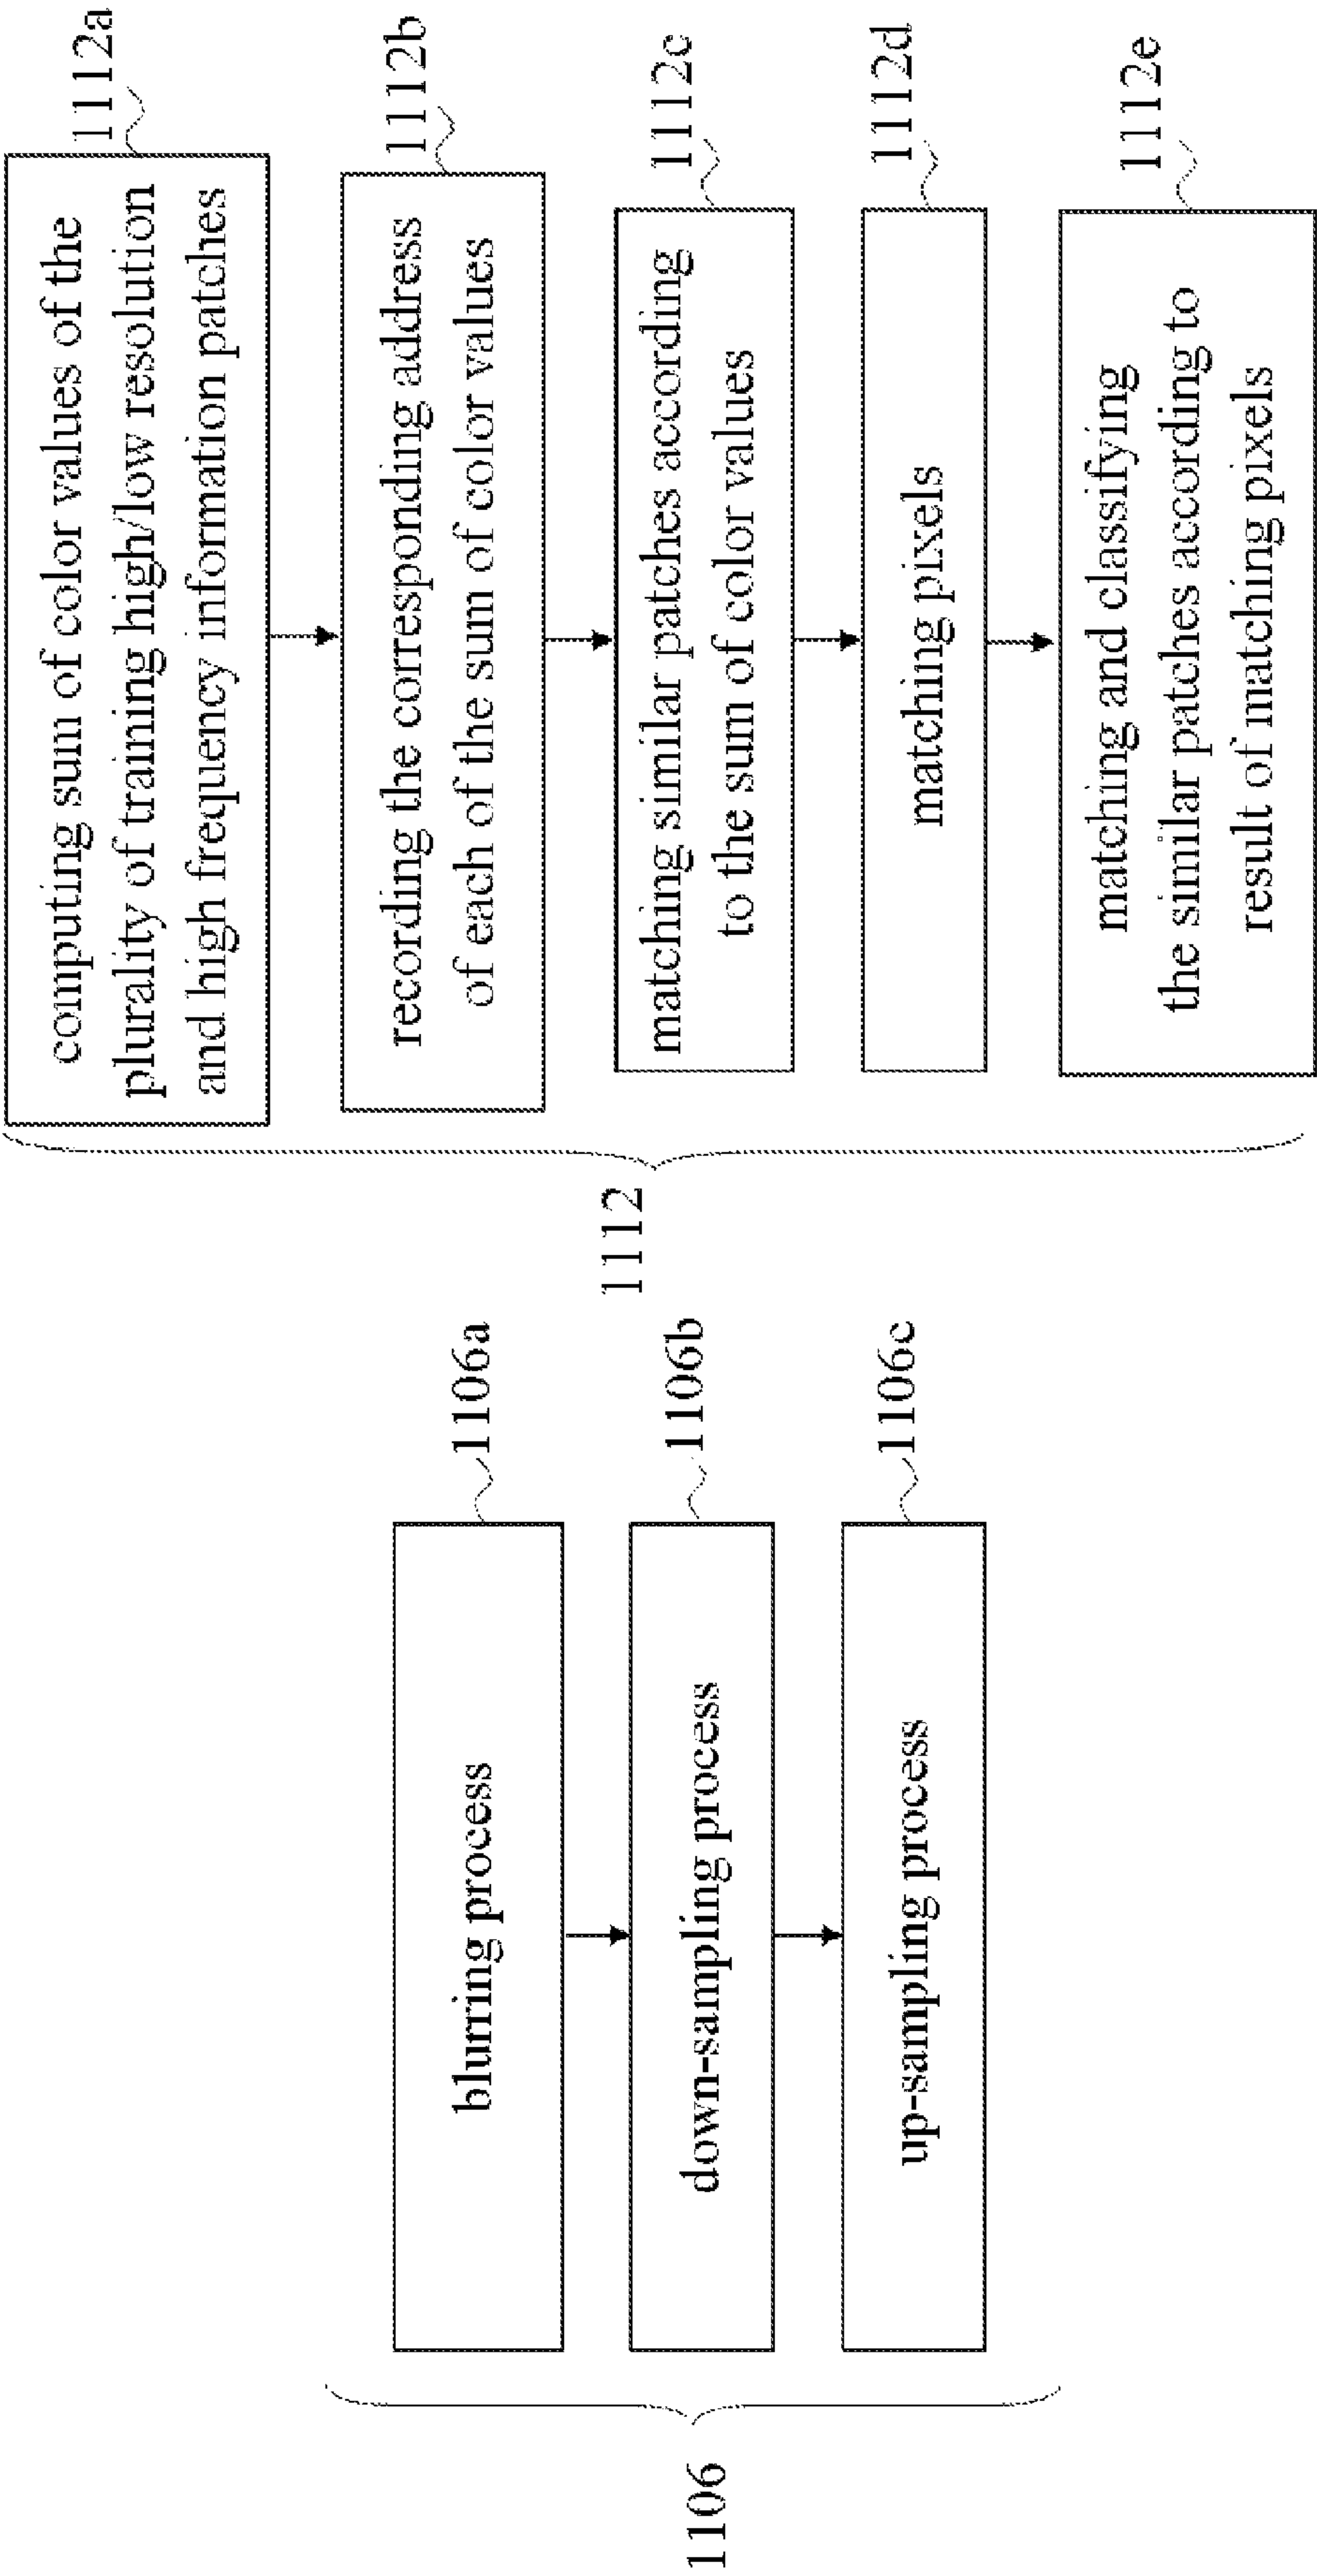 1106
blurring process
1106a
down-sampling process
1106b
up-sampling process
1106c
1112
computing sum of color values of the
plurality of training high/low resolution
and high frequency information patches
1112a
recording the corresponding address
of each of the sum of color values
1112b
matching similar patches according
to the sum of color values
1112c
matching pixels
1112d
matching and classifying
the similar patches according to
result of matching pixels
1112e